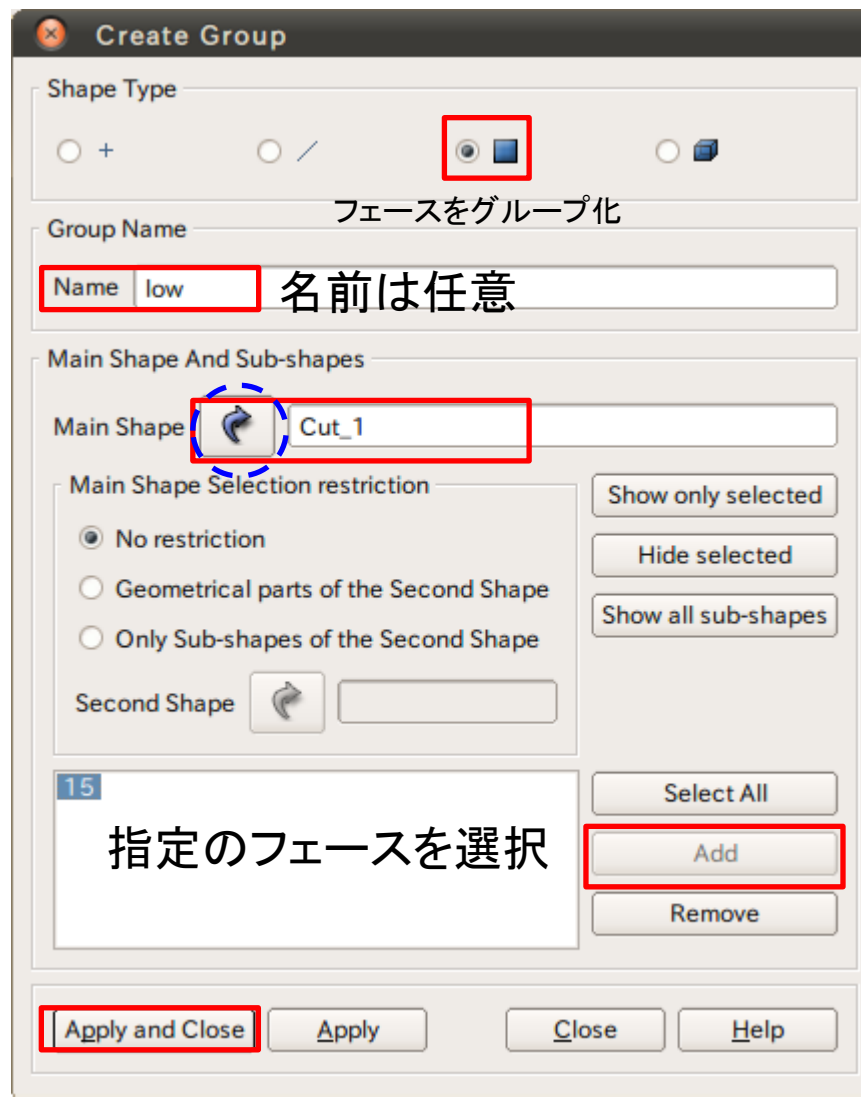 Create Group
Shape Type
フェースをグループ化
Group Name
Name low 名前は任意
Main Shape And Sub-shapes
Main Shape Cut_1
Main Shape Selection restriction
Show only selected
No restriction
Hide selected
Geometrical parts of the Second Shape
Show all sub-shapes
Only Sub-shapes of the Second Shape
Second Shape
15
Select All
指定のフェースを選択
Add
Remove
Apply and Close Apply Close Help